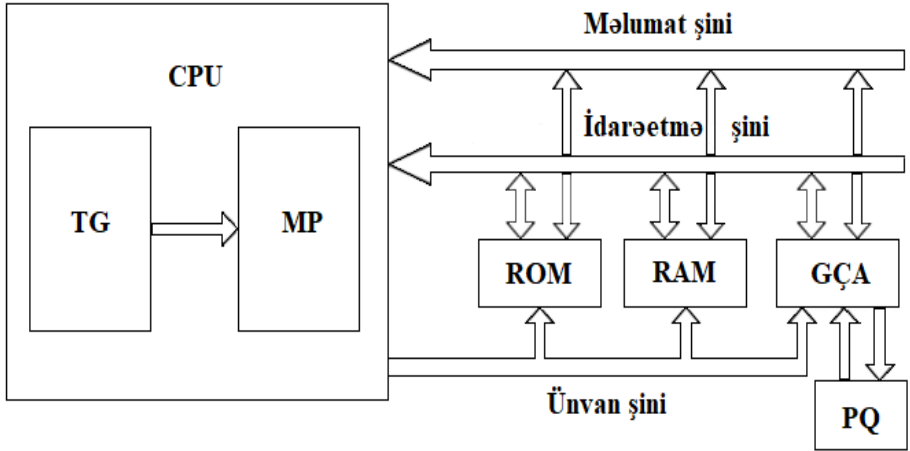 Məlumat şini
CPU
İdarəetmə şini
TG
MP
ROM
RAM
GÇA
Ünvan şini
PQ